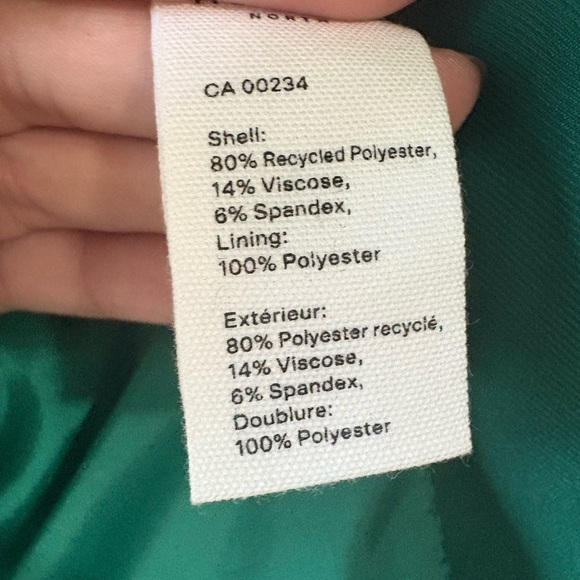 NORTH
CA 00234
Shell:
80% Recycled Polyester,
14% Viscose,
6% Spandex,
Lining:
100% Polyester
Extérieur:
80% Polyester recyclé,
14% Viscose,
6% Spandex,
Doublure:
100% Polyester